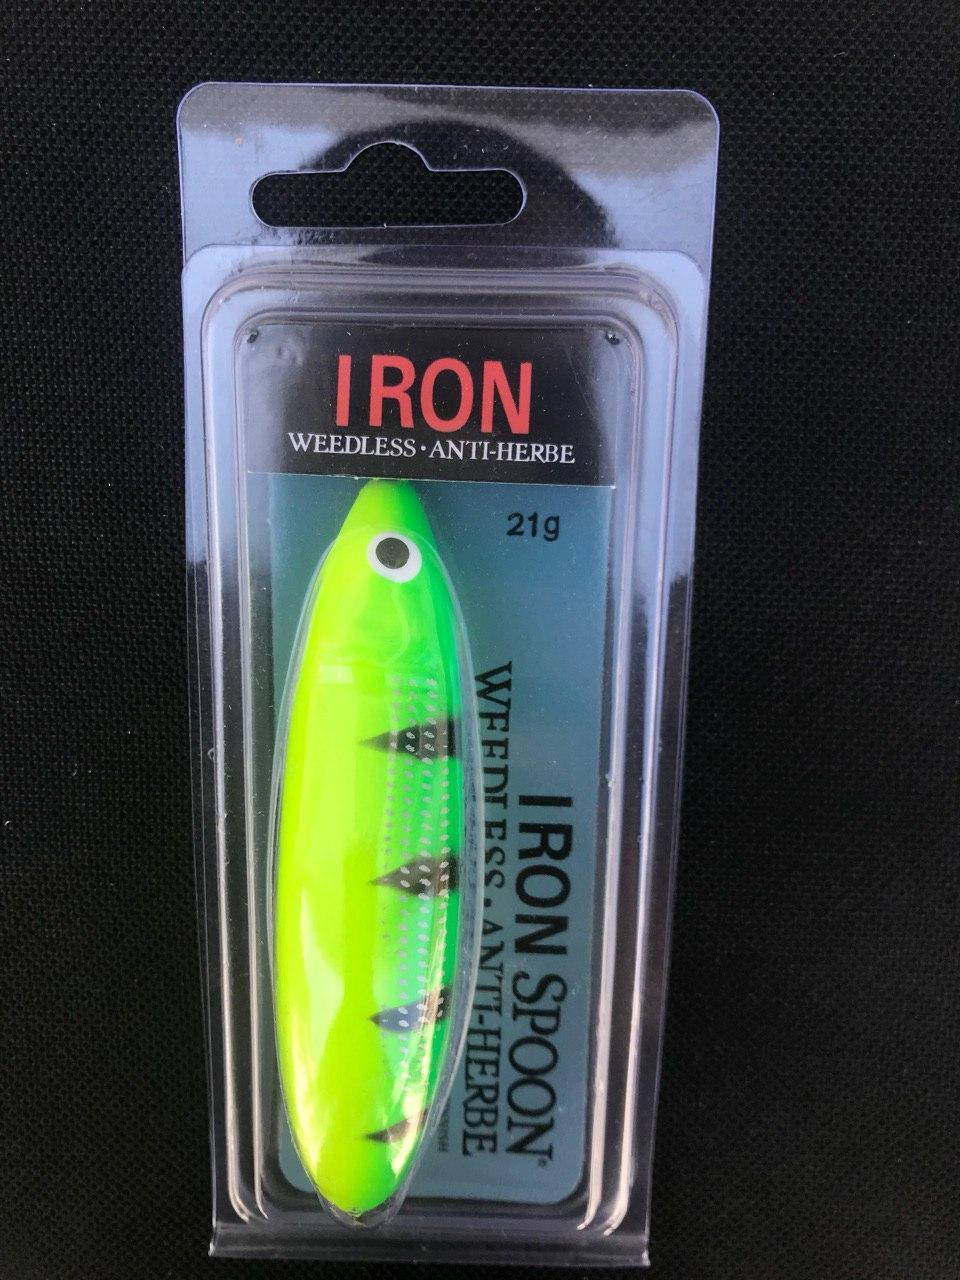 IRON
WEEDLESS·ANTI-HERBE
21g
IRON SPOON®
WEEDLESS·ANTI-HERBE